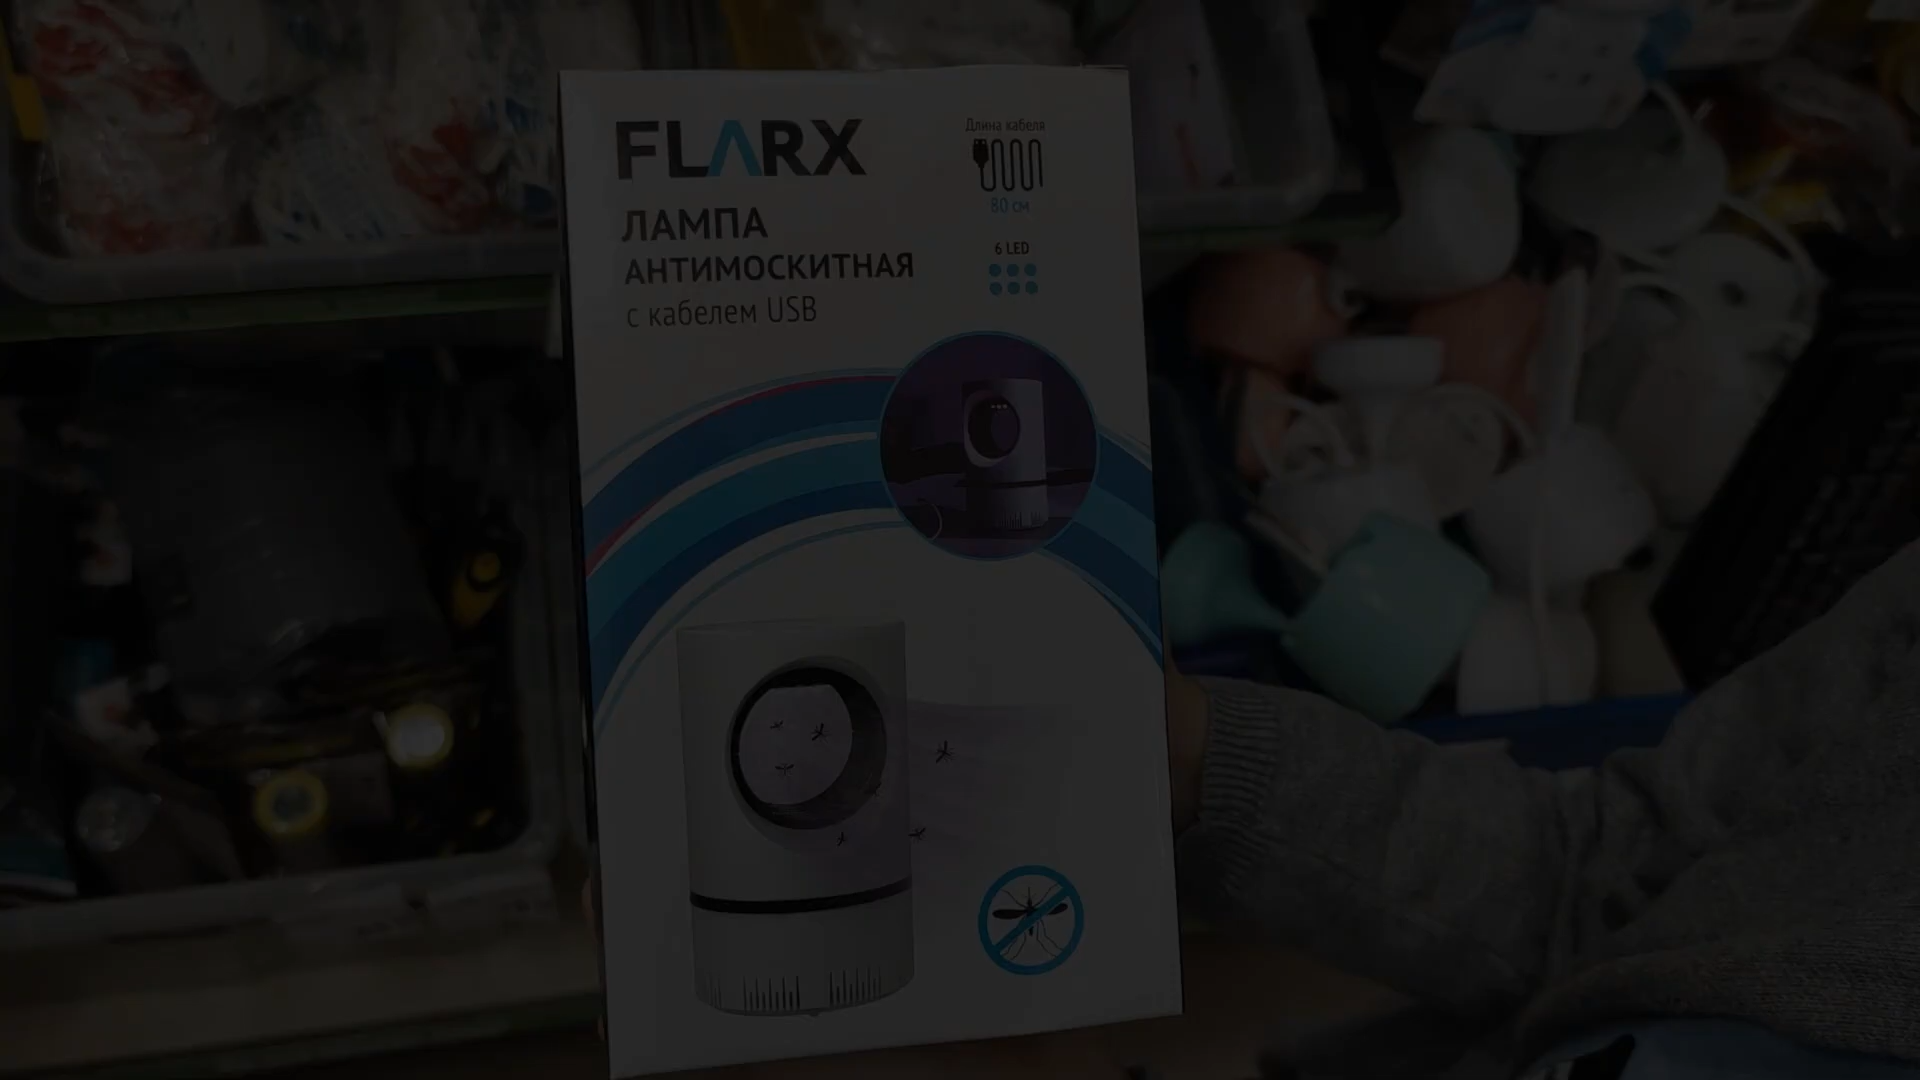 FLARX
ЛАМПА
АНТИМОСКИТНАЯ
с кабелем USB
Длина кабеля
80 см
6 LED